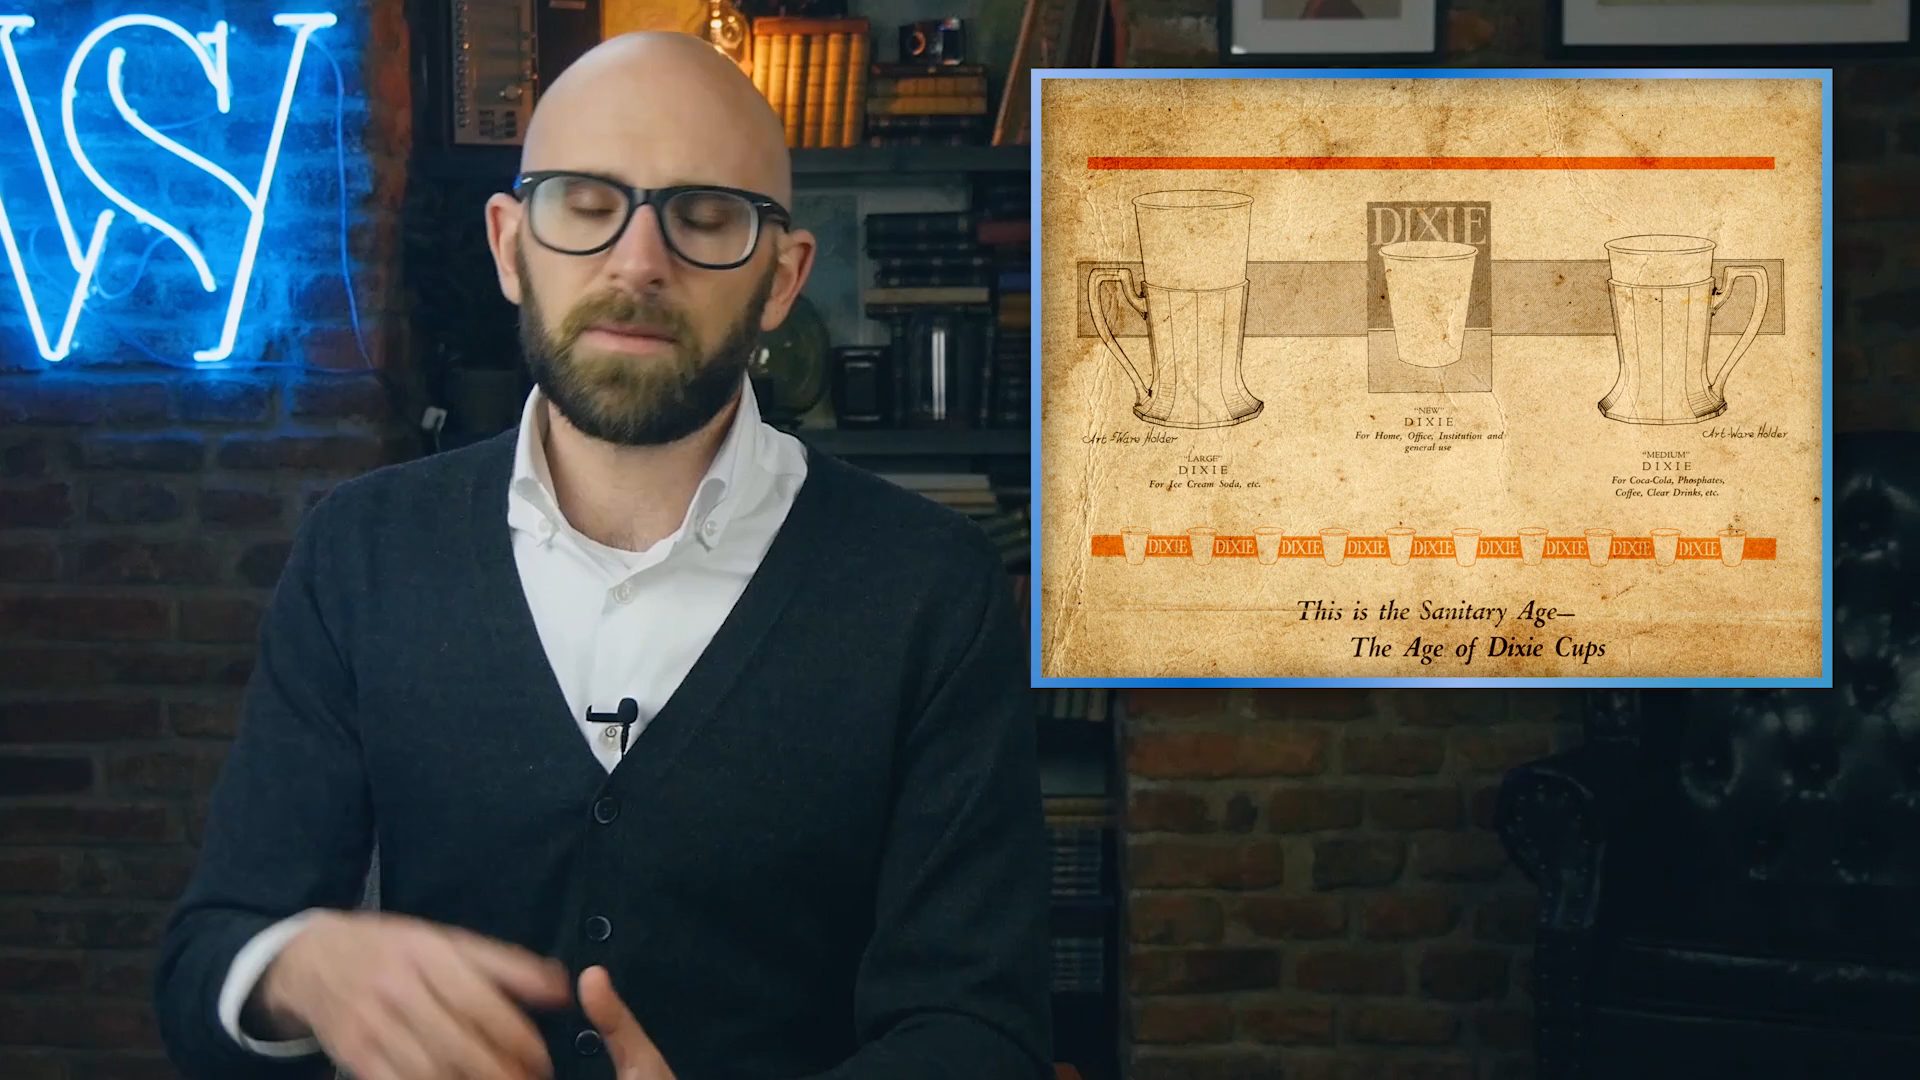 VS
DIXIE
Art-Ware Holder
"LARGE"
DIXIE
For Ice Cream Soda, etc.
"NEW"
DIXIE
For Home, Office, Institution and
general use
Art-Ware Holder
"MEDIUM"
DIXIE
For Coca-Cola, Phosphates,
Coffee, Clear Drinks, etc.
DIXIE DIXIE DIXIE DIXIE DIXIE DIXIE DIXIE DIXIE DIXIE
This is the Sanitary Age—
The Age of Dixie Cups